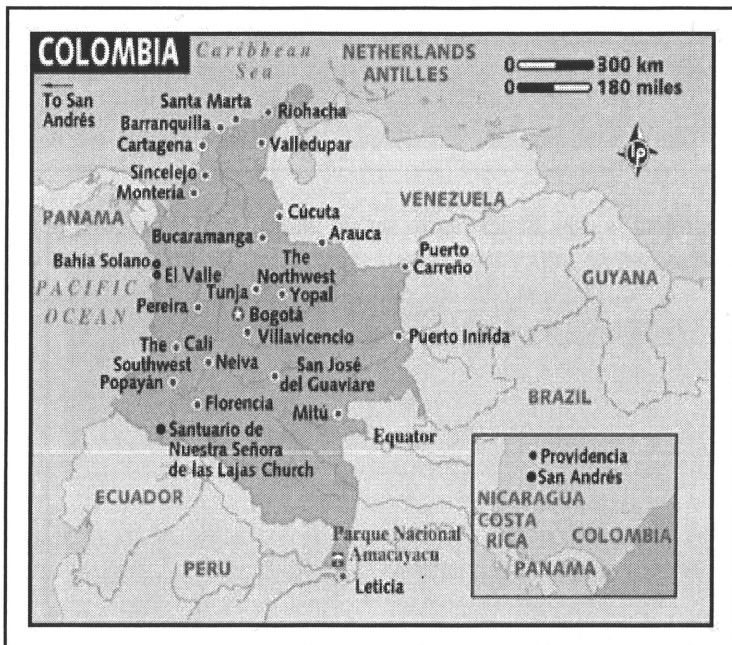 COLOMBIA
Caribbean
Sea
NETHERLANDS
ANTILLES
0 300 km
0 180 miles
To San
Andrés
Santa Marta
Riohacha
Barranquilla
Cartagena
Valledupar
LP
Sincelejo
Montería
VENEZUELA
PANAMA
Cúcuta
Bucaramanga
Arauca
Puerto
Carreño
Bahía Solano
El Valle
The
Northwest
GUYANA
PACIFIC
OCEAN
Tunja
Yopal
Pereira
Bogotá
Villavicencio
Puerto Inirida
The
Southwest
Cali
Neiva
San José
del Guaviare
Popayán
BRAZIL
Florencia
Mitú
Equator
Santuario de
Nuestra Señora
de las Lajas Church
Providencia
San Andrés
ECUADOR
NICARAGUA
COSTA
RICA
COLOMBIA
PANAMA
Parque Nacional
Amacayacu
PERU
Leticia